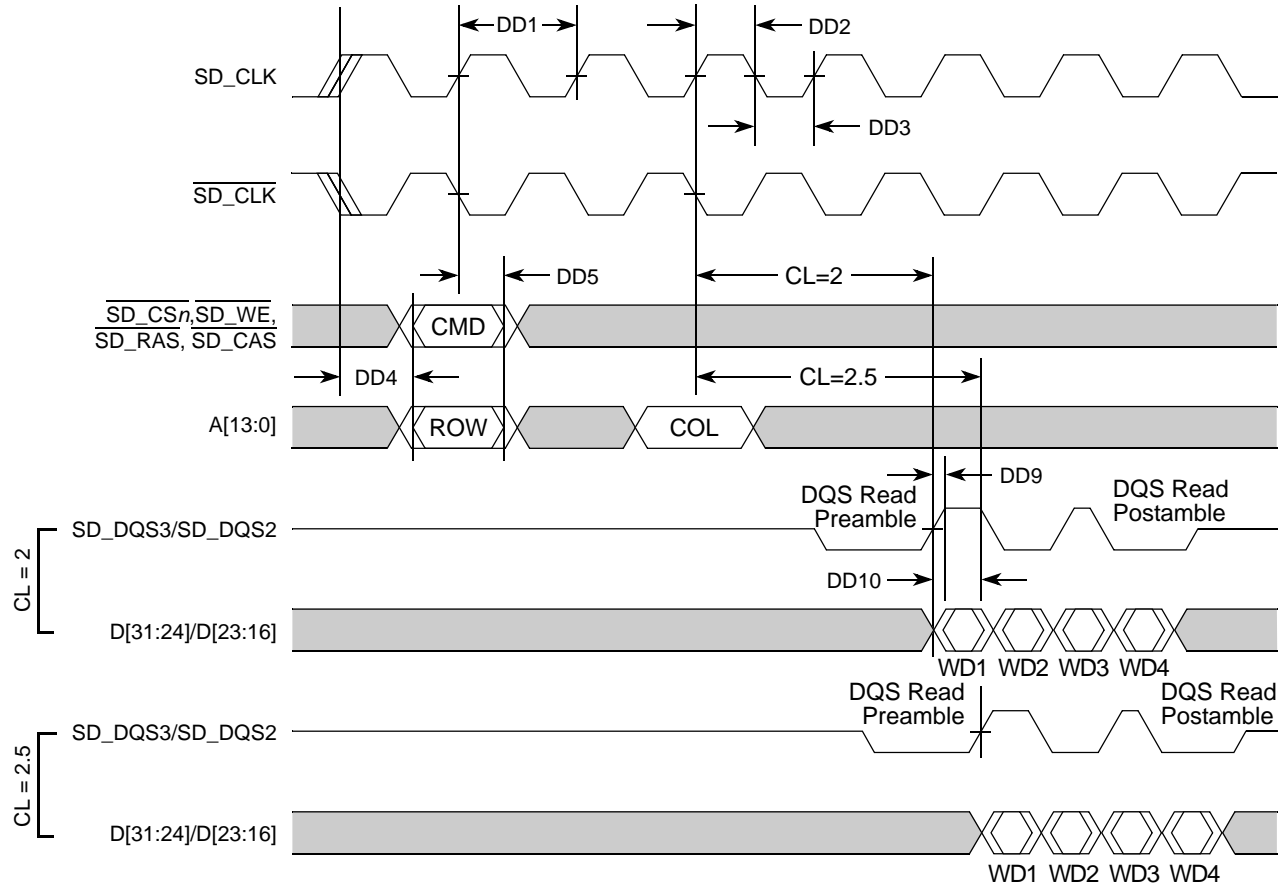 DD1
DD2
SD_CLK
DD3
SD_CLK
DD5
CL=2
SD_CSn,SD_WE,
SD_RAS, SD_CAS
CMD
DD4
CL=2.5
A[13:0]
ROW
COL
DD9
DQS Read
Preamble
DQS Read
Postamble
SD_DQS3/SD_DQS2
CL = 2
DD10
D[31:24]/D[23:16]
WD1 WD2 WD3 WD4
DQS Read
Preamble
DQS Read
Postamble
SD_DQS3/SD_DQS2
CL = 2.5
D[31:24]/D[23:16]
WD1 WD2 WD3 WD4